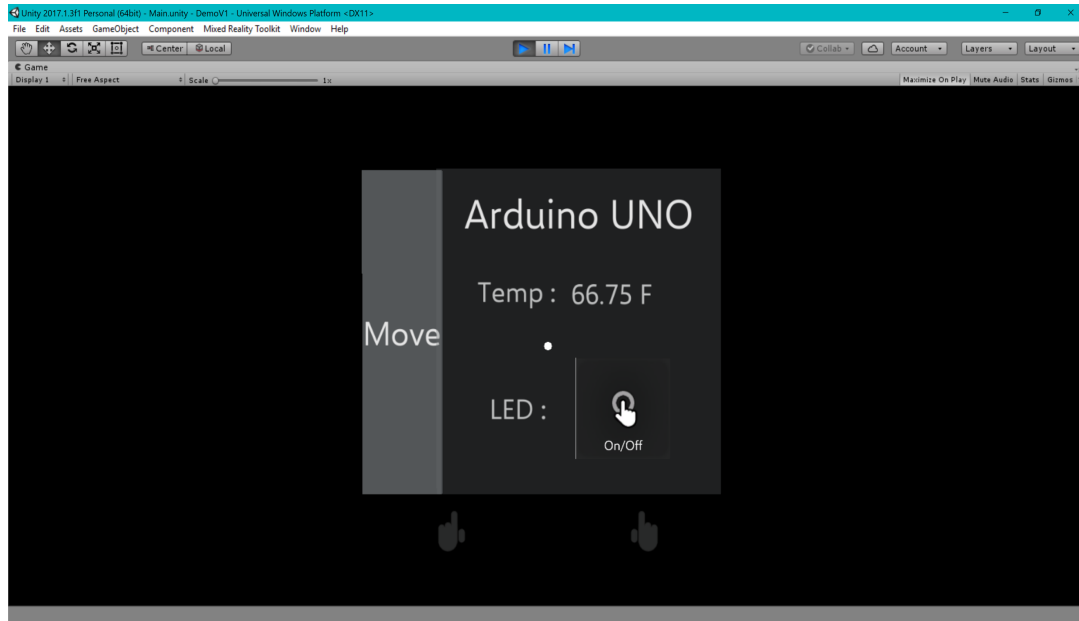 Unity 2017.1.3f1 Personal (64bit) - Main.unity - DemoV1 - Universal Windows Platform <DX11>
File Edit Assets GameObject Component Mixed Reality Toolkit Window Help
Center Local Collab Account Layers Layout
Game
Display 1 Free Aspect Scale 1x Maximize On Play Mute Audio Stats Gizmos
Arduino UNO
Temp : 66.75 F
Move
LED :
On/Off